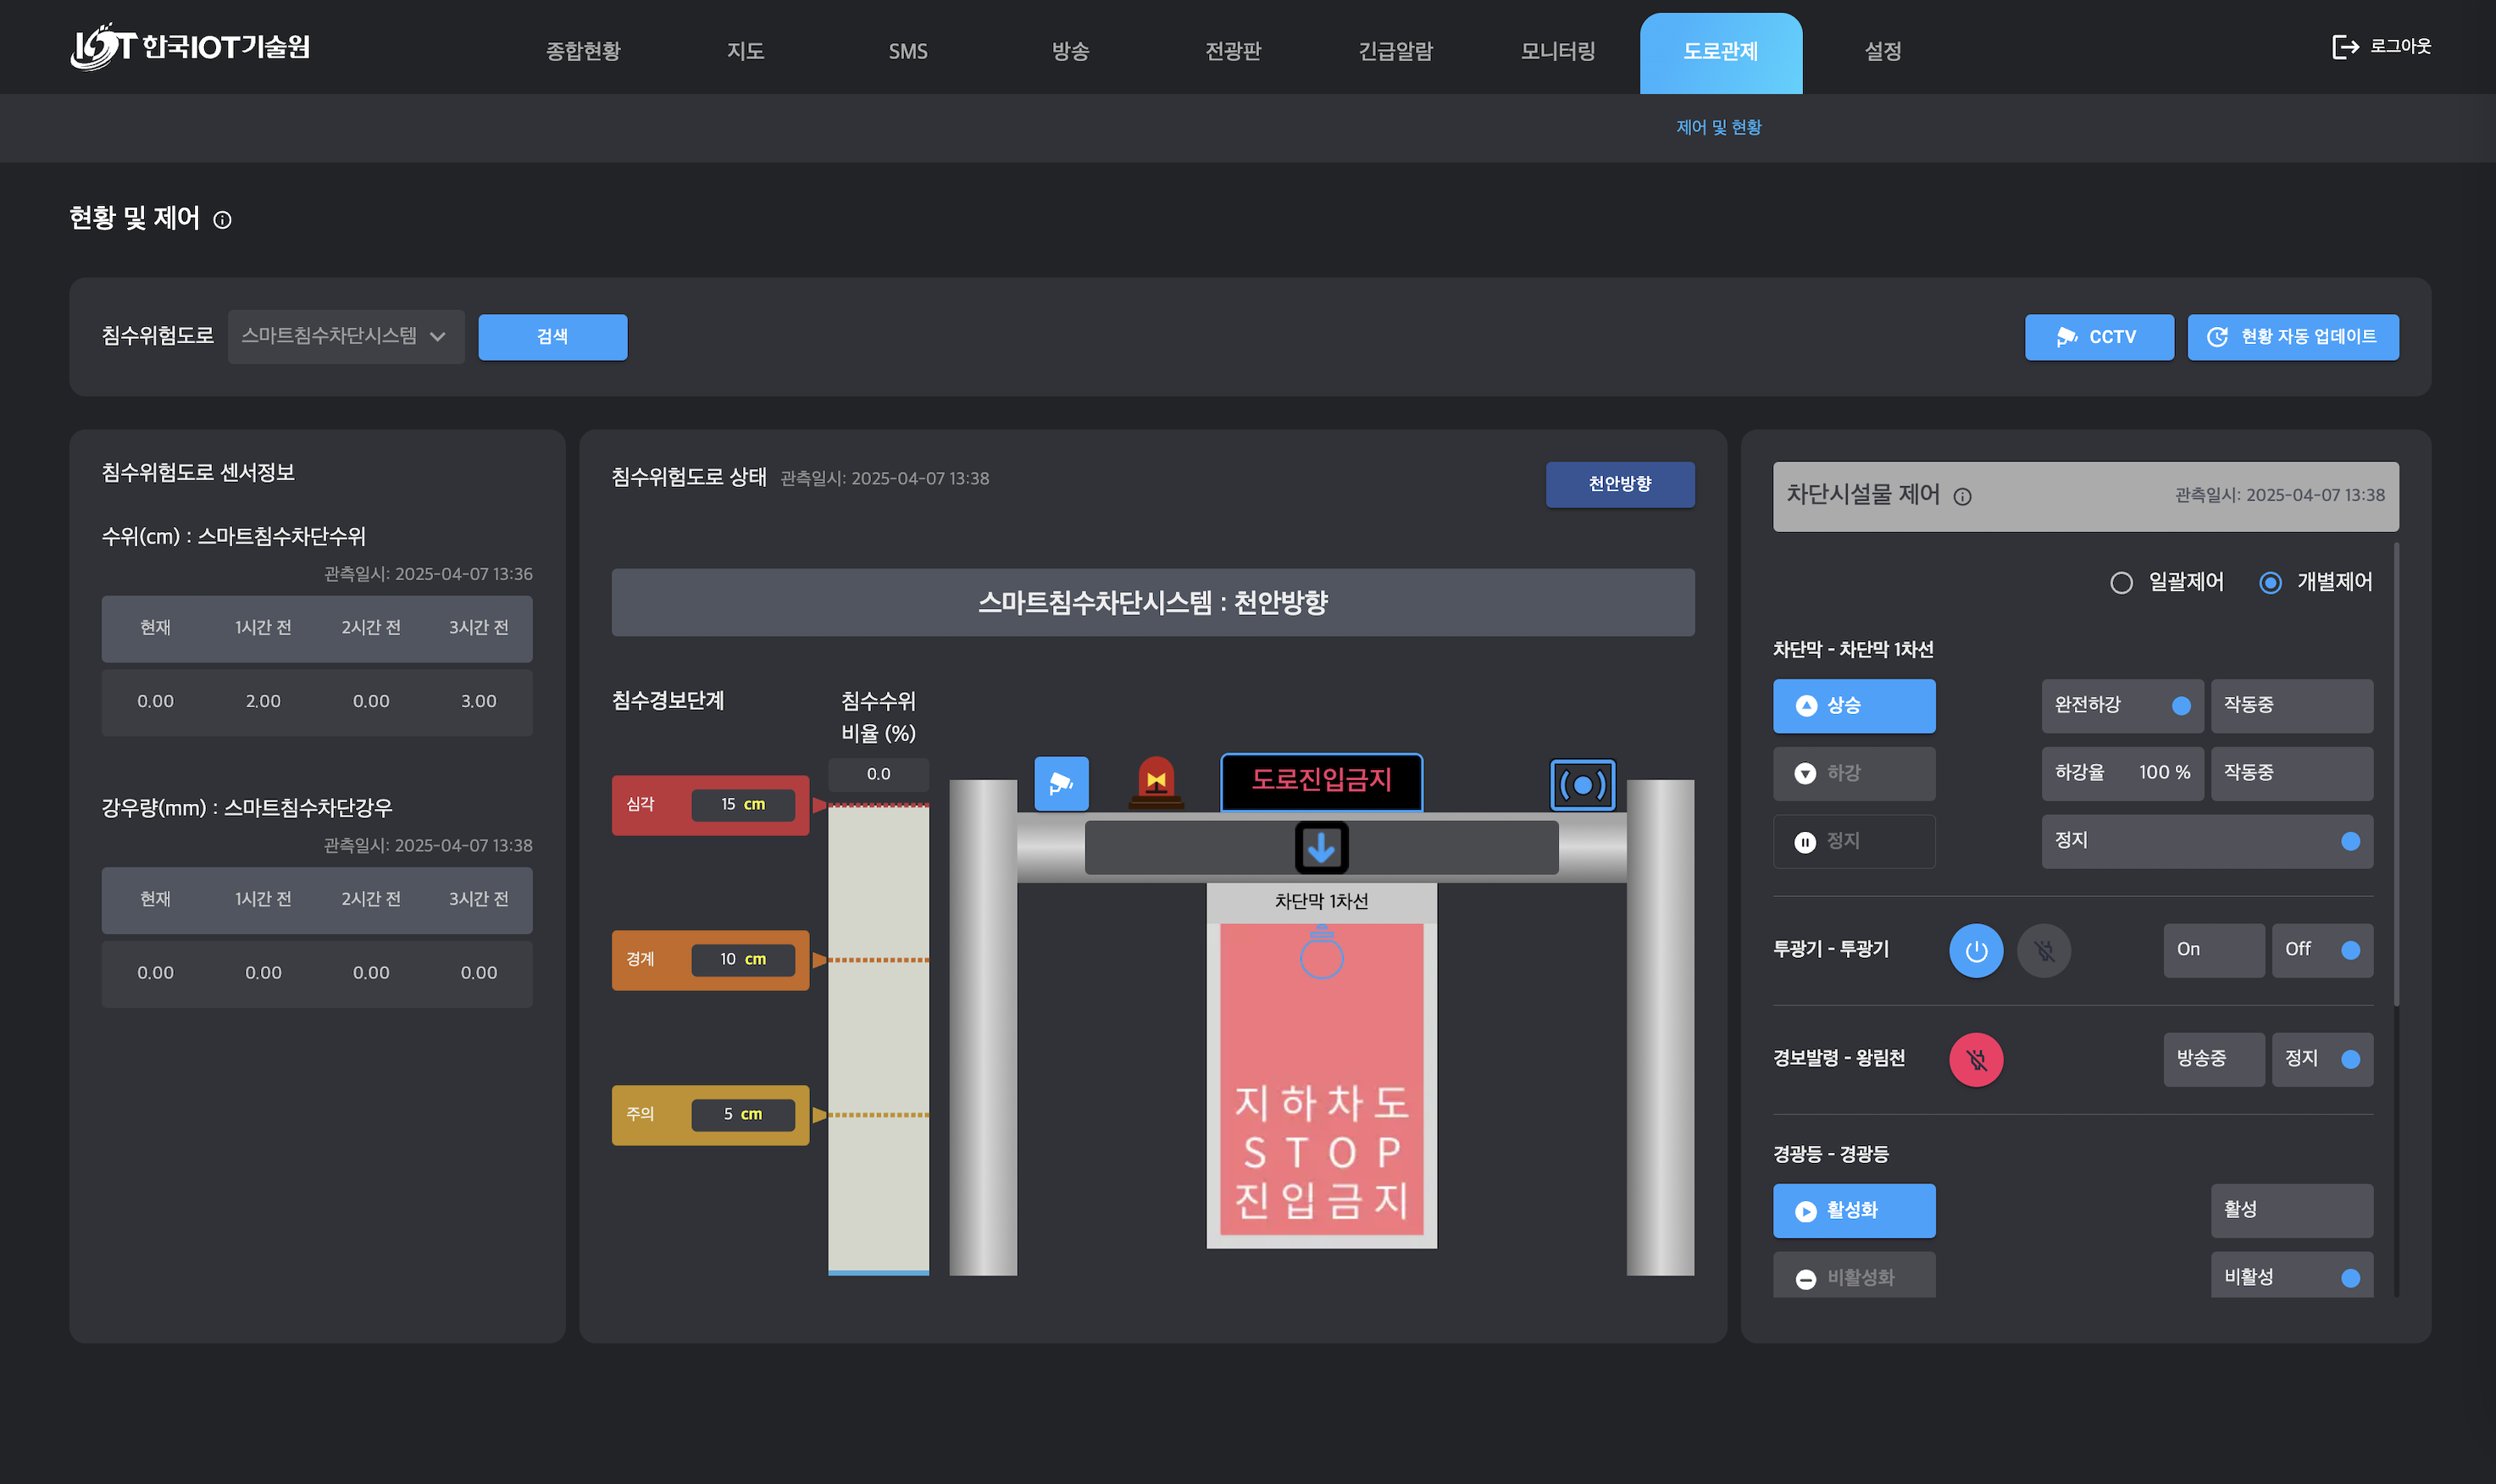 IOT 한국IOT기술원
종합현황 지도 SMS 방송 전광판 긴급알람 모니터링 도로관제 설정
로그아웃
제어 및 현황
현황 및 제어
침수위험도로 스마트침수차단시스템 검색
CCTV 현황 자동 업데이트
침수위험도로 센서정보
수위(cm) : 스마트침수차단수위
관측일시: 2025-04-07 13:36
현재 1시간 전 2시간 전 3시간 전
0.00 2.00 0.00 3.00
강우량(mm) : 스마트침수차단강우
관측일시: 2025-04-07 13:38
현재 1시간 전 2시간 전 3시간 전
0.00 0.00 0.00 0.00
침수위험도로 상태 관측일시: 2025-04-07 13:38
천안방향
스마트침수차단시스템 : 천안방향
침수경보단계
침수수위
비율 (%)
0.0
심각 15 cm
경계 10 cm
주의 5 cm
도로진입금지
차단막 1차선
지하차도
STOP
진입금지
차단시설물 제어 관측일시: 2025-04-07 13:38
일괄제어 개별제어
차단막 - 차단막 1차선
상승 완전하강 작동중
하강 하강율 100 % 작동중
정지 정지
투광기 - 투광기 On Off
경보발령 - 왕림천 방송중 정지
경광등 - 경광등
활성화 활성
비활성화 비활성